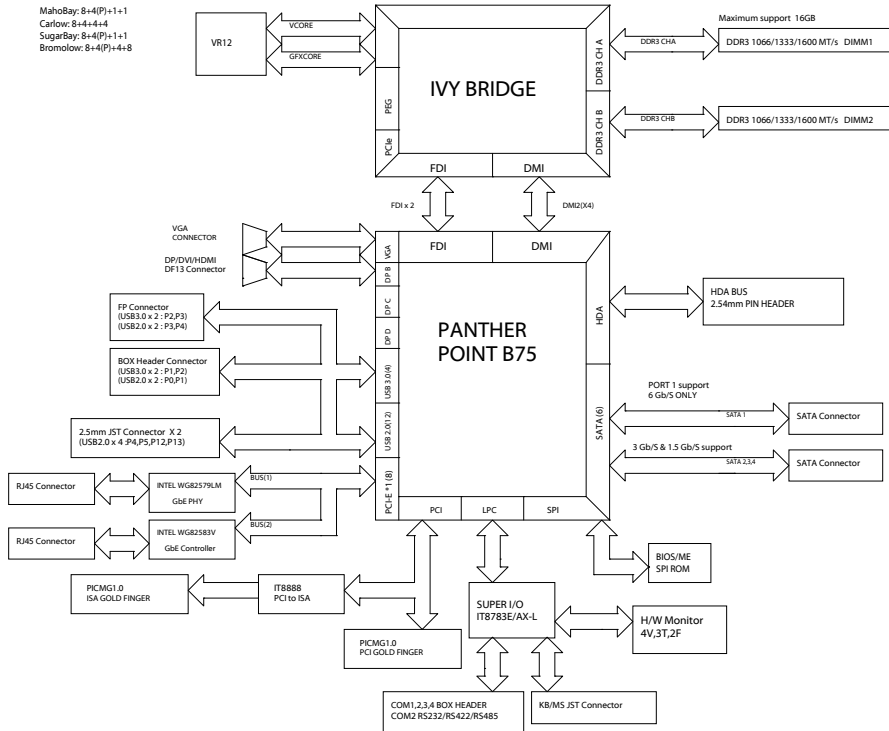 MahoBay: 8+4(P)+1+1
Carlow: 8+4+4+4
SugarBay: 8+4(P)+1+1
Bromolow: 8+4(P)+4+8
VR12
VCORE
GFXCORE
IVY BRIDGE
PEG
PCIe
FDI
DMI
DDR3 CH A
DDR3 CH B
Maximum support 16GB
DDR3 CHA
DDR3 1066/1333/1600 MT/s DIMM1
DDR3 CHB
DDR3 1066/1333/1600 MT/s DIMM2
FDI x 2
DMI2(X4)
VGA
CONNECTOR
DP/DVI/HDMI
DF13 Connector
FDI
DMI
VGA
DP B
DP C
DP D
USB 3.0(4)
USB 2.0(12)
PCI-E *1 (8)
PANTHER
POINT B75
HDA
SATA(6)
PCI
LPC
SPI
HDA BUS
2.54mm PIN HEADER
FP Connector
(USB3.0 x 2 : P2,P3)
(USB2.0 x 2 : P3,P4)
BOX Header Connector
(USB3.0 x 2 : P1,P2)
(USB2.0 x 2 : P0,P1)
2.5mm JST Connector X 2
(USB2.0 x 4 :P4,P5,P12,P13)
PORT 1 support
6 Gb/S ONLY
SATA 1
SATA Connector
3 Gb/S & 1.5 Gb/S support
SATA 2,3,4
SATA Connector
RJ45 Connector
INTEL WG82579LM
GbE PHY
BUS(1)
RJ45 Connector
INTEL WG82583V
GbE Controller
BUS(2)
BIOS/ME
SPI ROM
PICMG1.0
ISA GOLD FINGER
IT8888
PCI to ISA
PICMG1.0
PCI GOLD FINGER
SUPER I/O
IT8783E/AX-L
H/W Monitor
4V,3T,2F
COM1,2,3,4 BOX HEADER
COM2 RS232/RS422/RS485
KB/MS JST Connector